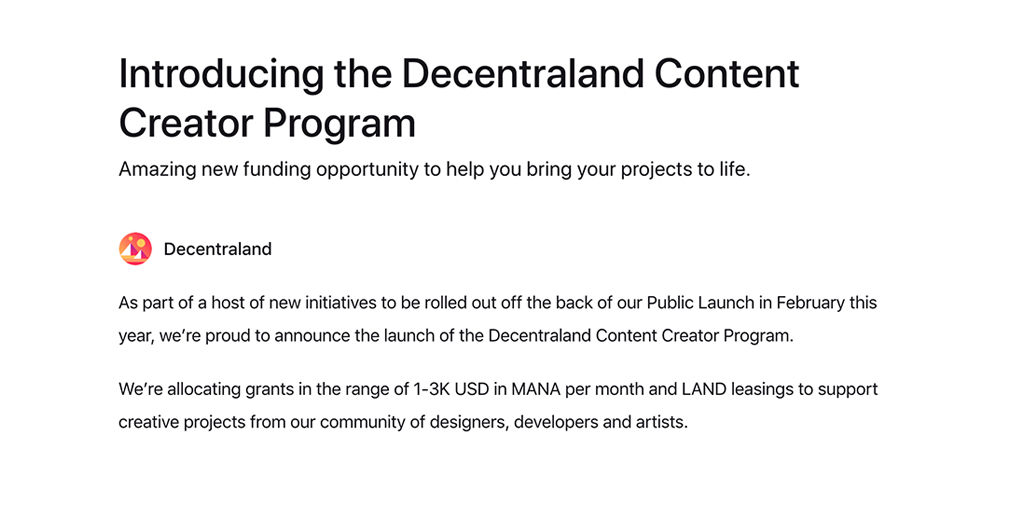 Introducing the Decentraland Content
Creator Program
Amazing new funding opportunity to help you bring your projects to life.
Decentraland
As part of a host of new initiatives to be rolled out off the back of our Public Launch in February this
year, we’re proud to announce the launch of the Decentraland Content Creator Program.
We’re allocating grants in the range of 1-3K USD in MANA per month and LAND leasings to support
creative projects from our community of designers, developers and artists.